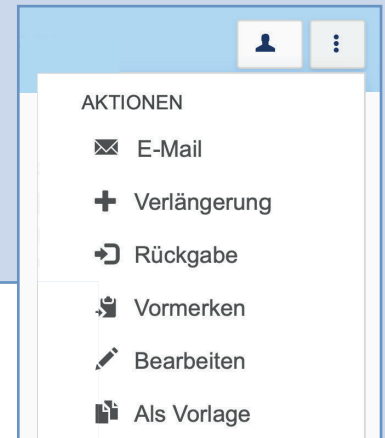 AKTIONEN
E-Mail
Verlängerung
Rückgabe
Vormerken
Bearbeiten
Als Vorlage